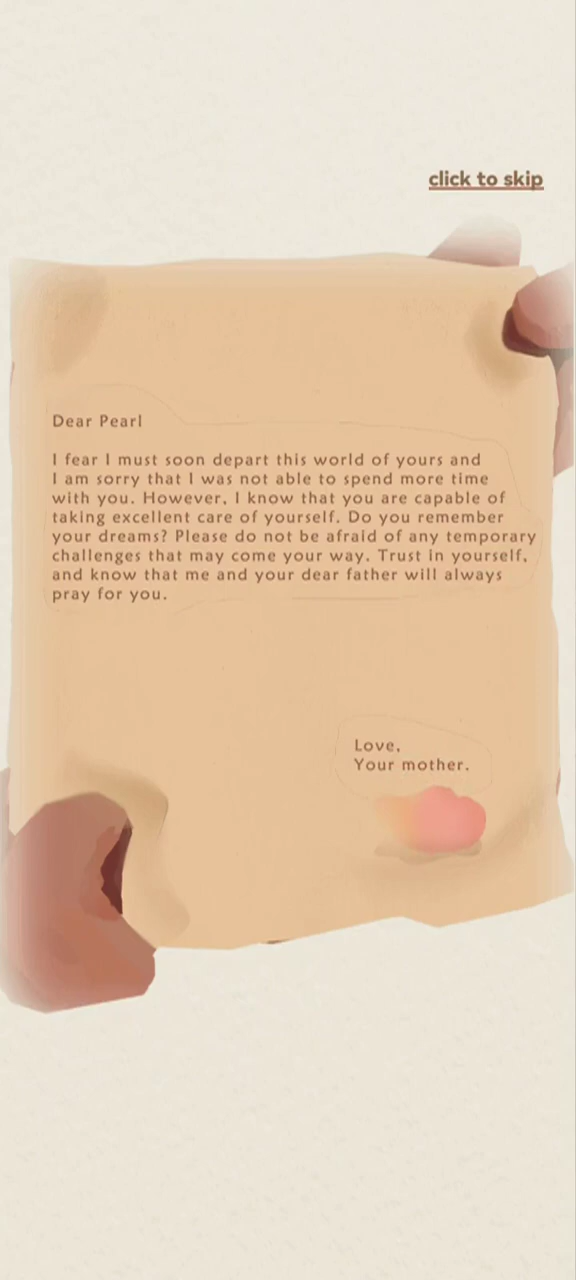 click to skip
Dear Pearl
I fear I must soon depart this world of yours and
I am sorry that I was not able to spend more time
with you. However, I know that you are capable of
taking excellent care of yourself. Do you remember
your dreams? Please do not be afraid of any temporary
challenges that may come your way. Trust in yourself,
and know that me and your dear father will always
pray for you.
Love,
Your mother.